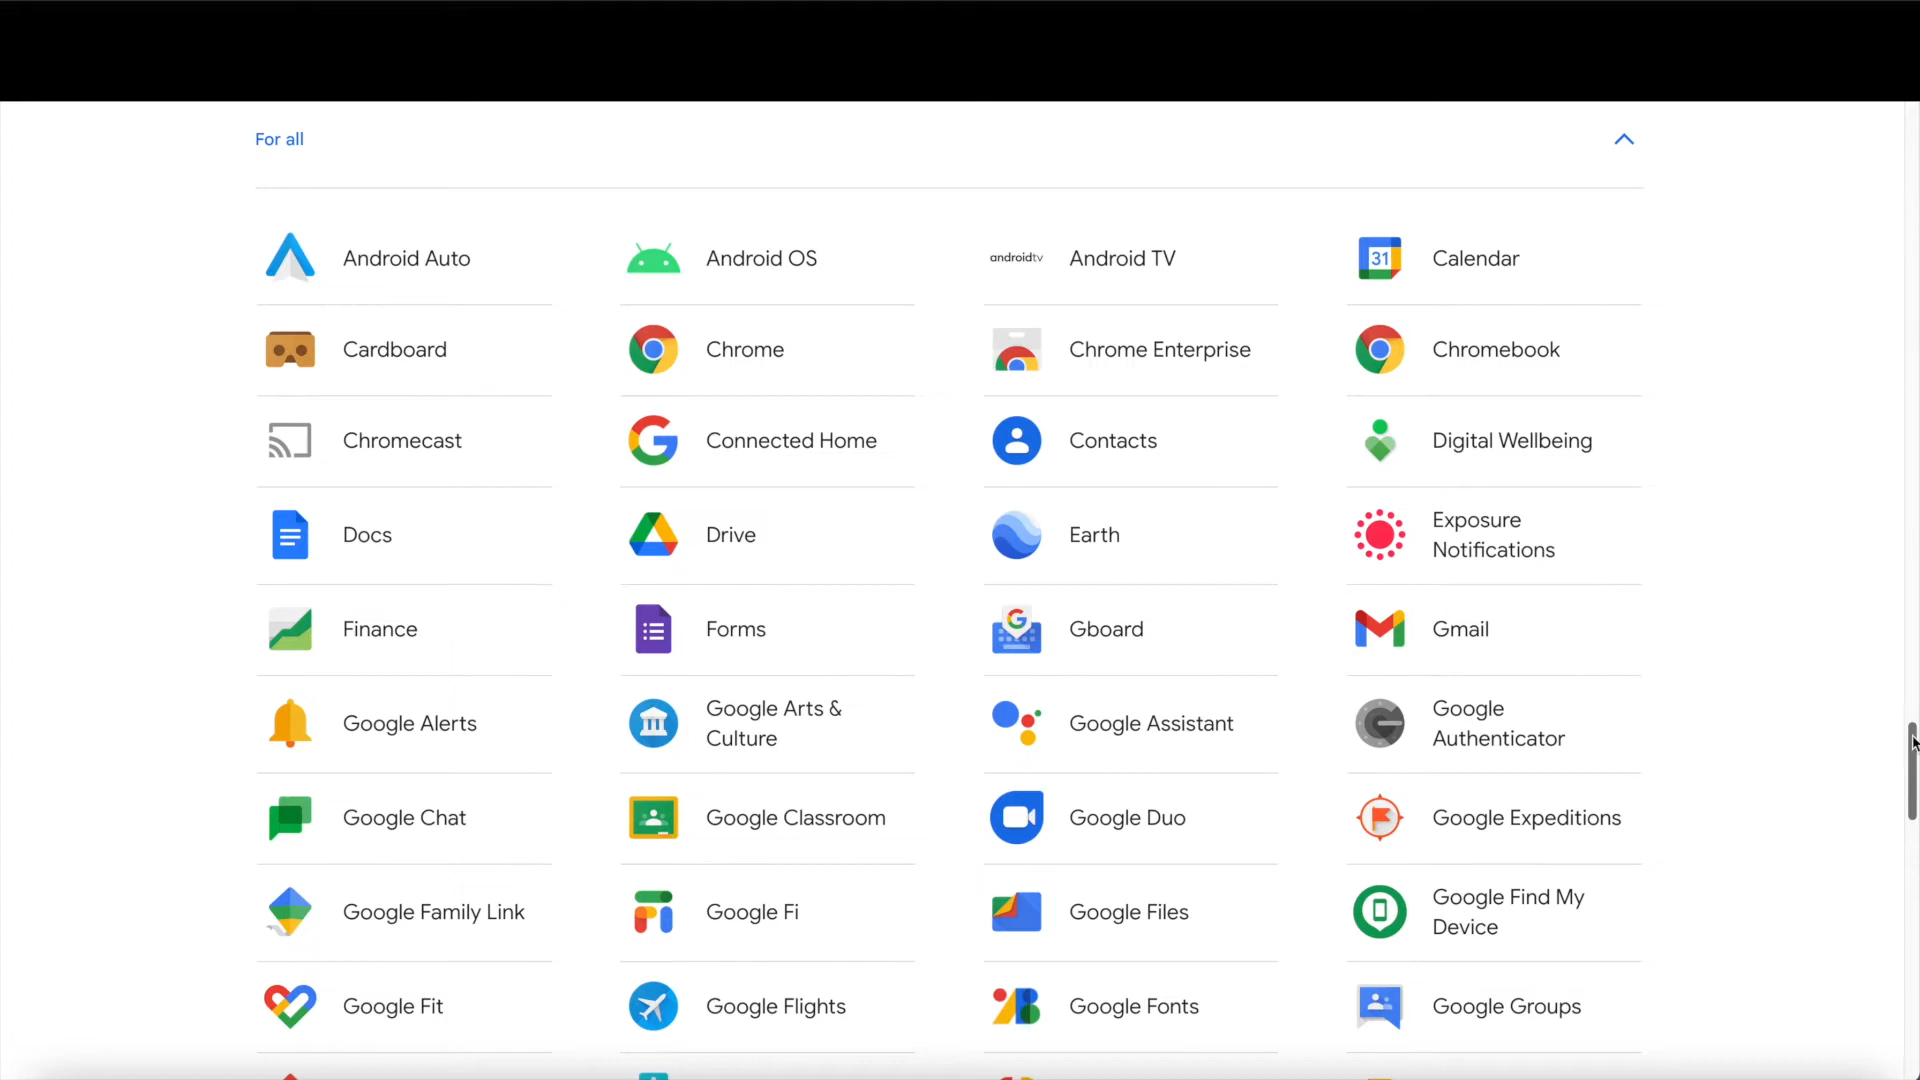 For all
Android Auto
Android OS
androidtv
Android TV
31
Calendar
Cardboard
Chrome
Chrome Enterprise
Chromebook
Chromecast
Connected Home
Contacts
Digital Wellbeing
Docs
Drive
Earth
Exposure
Notifications
Finance
Forms
Gboard
Gmail
Google Alerts
Google Arts &
Culture
Google Assistant
Google
Authenticator
Google Chat
Google Classroom
Google Duo
Google Expeditions
Google Family Link
Google Fi
Google Files
Google Find My
Device
Google Fit
Google Flights
Google Fonts
Google Groups